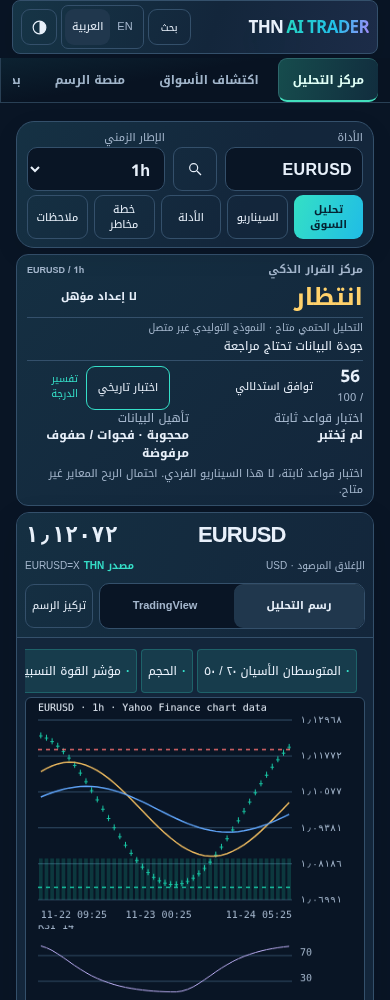 THN AI TRADER
بحث
EN
العربية
مركز التحليل
اكتشاف الأسواق
منصة الرسم
الأداة
الإطار الزمني
EURUSD
1h
تحليل السوق
السيناريو
الأدلة
خطة مخاطر
ملاحظات
مركز القرار الذكي
EURUSD / 1h
انتظار
لا إعداد مؤهل
التحليل الحتمي متاح · النموذج التوليدي غير متصل
جودة البيانات تحتاج مراجعة
56
/ 100
توافق استدلالي
اختبار تاريخي
تفسير الدرجة
اختبار قواعد ثابتة
لم يُختبر
تأهيل البيانات
محجوبة · فجوات / صفوف مرفوضة
اختبار قواعد ثابتة، لا هذا السيناريو الفردي. احتمال الربح المعاير غير متاح.
EURUSD
١٫١٢٠٧٢
الإغلاق المرصود · USD
مصدر THN EURUSD=X
رسم التحليل
TradingView
تركيز الرسم
· المتوسطان الأسيان ٢٠ / ٥٠
· الحجم
· مؤشر القوة النسبي
EURUSD · 1h · Yahoo Finance chart data
١٫١٢٩٦٨
١٫١١٧٧٢
١٫١٠٥٧٧
١٫٠٩٣٨١
١٫٠٨١٨٦
١٫٠٦٩٩١
11-22 09:25
11-23 00:25
11-24 05:25
RSI 14
70
30